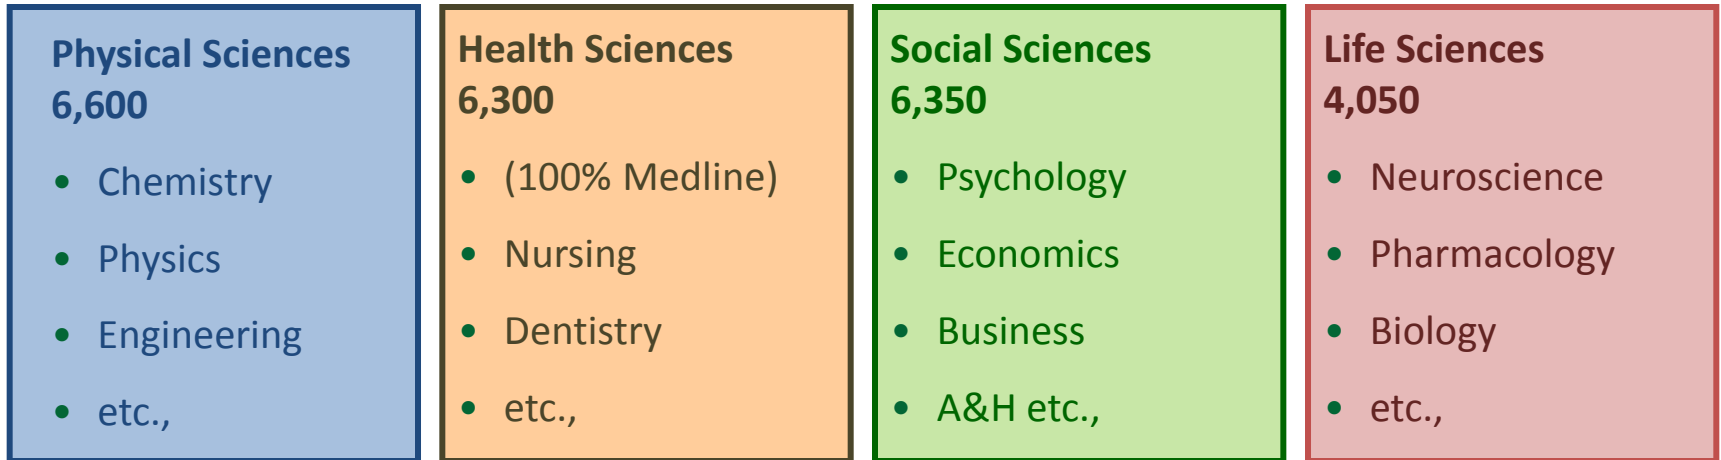 Physical Sciences
6,600
• Chemistry
• Physics
• Engineering
• etc.,
Health Sciences
6,300
• (100% Medline)
• Nursing
• Dentistry
• etc.,
Social Sciences
6,350
• Psychology
• Economics
• Business
• A&H etc.,
Life Sciences
4,050
• Neuroscience
• Pharmacology
• Biology
• etc.,